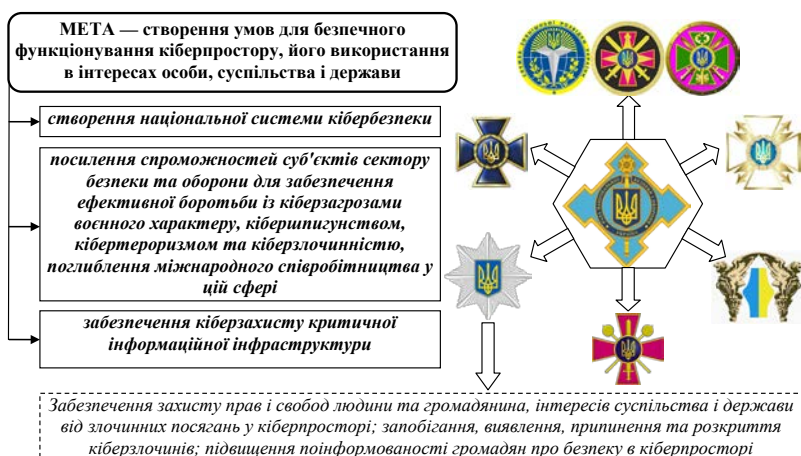 МЕТА — створення умов для безпечного
функціонування кіберпростору, його використання
в інтересах особи, суспільства і держави
створення національної системи кібербезпеки
посилення спроможностей суб'єктів сектору
безпеки та оборони для забезпечення
ефективної боротьби із кіберзагрозами
воєнного характеру, кібершпигунством,
кібертероризмом та кіберзлочинністю,
поглиблення міжнародного співробітництва у
цій сфері
забезпечення кіберзахисту критичної
інформаційної інфраструктури
Забезпечення захисту прав і свобод людини та громадянина, інтересів суспільства і держави
від злочинних посягань у кіберпросторі; запобігання, виявлення, припинення та розкриття
кіберзлочинів; підвищення поінформованості громадян про безпеку в кіберпросторі